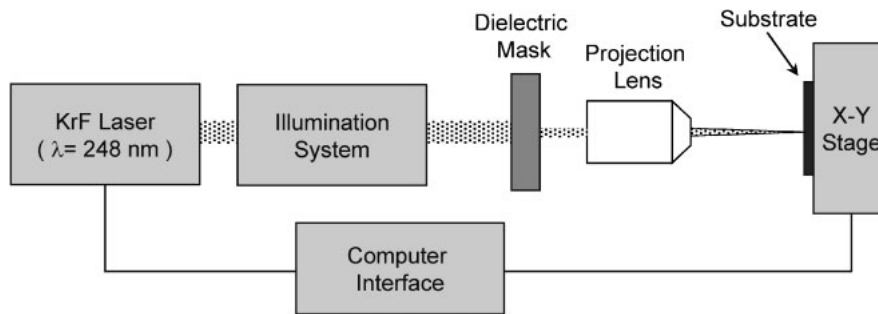 Substrate
Dielectric
Mask
Projection
Lens
KrF Laser
( λ= 248 nm )
Illumination
System
X-Y
Stage
Computer
Interface